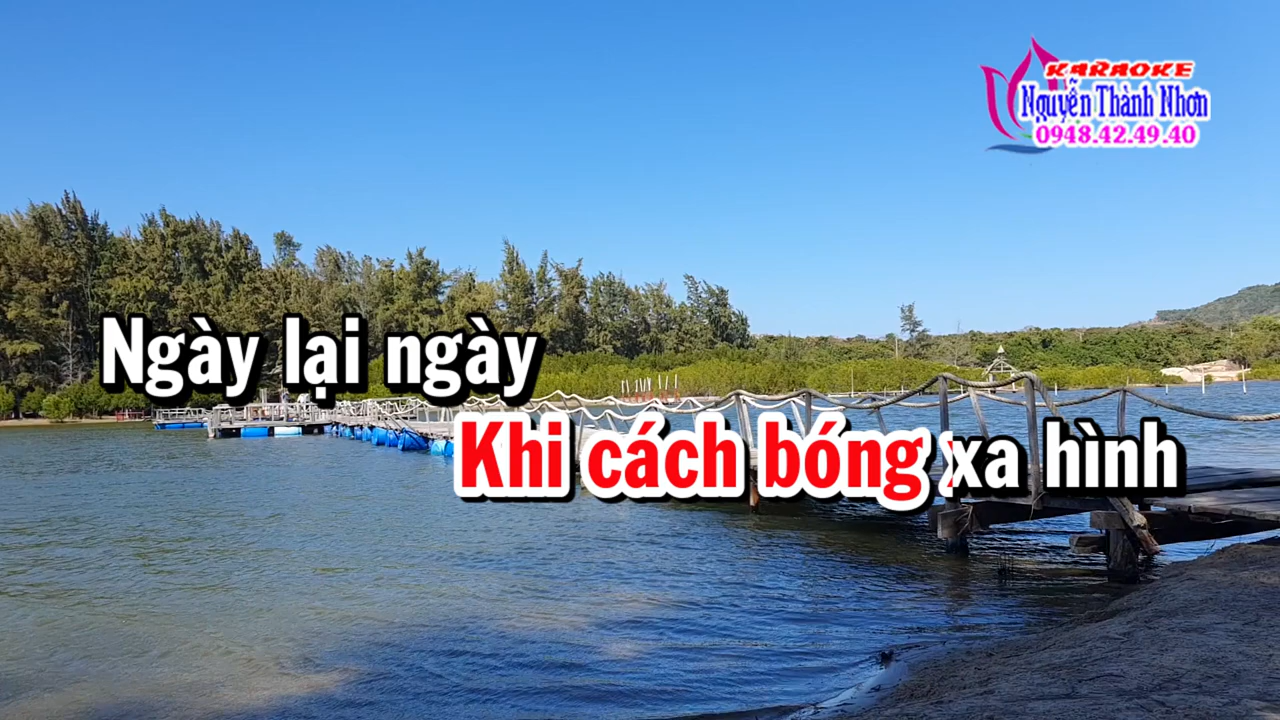 KARAOKE
Nguyễn Thành Nhơn
0948.42.49.40
Ngày lại ngày
Khi cách bóng xa hình